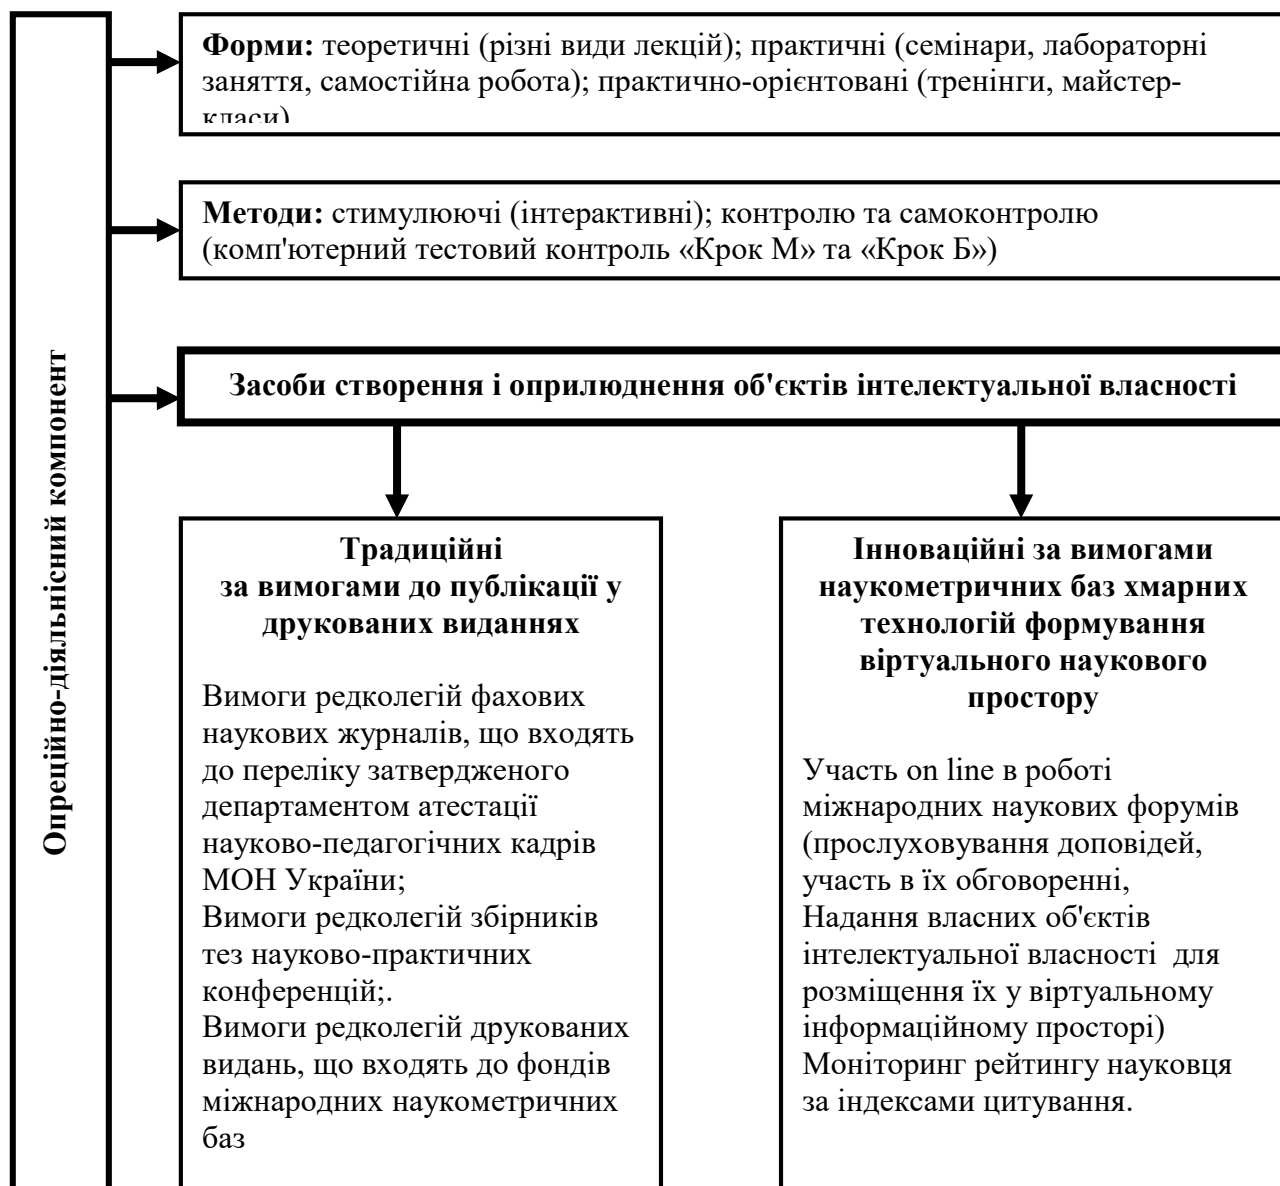 Опреційно-діяльнісний компонент
Форми: теоретичні (різні види лекцій); практичні (семінари, лабораторні
заняття, самостійна робота); практично-орієнтовані (тренінги, майстер-
класи)
Методи: стимулюючі (інтерактивні); контролю та самоконтролю
(комп'ютерний тестовий контроль «Крок М» та «Крок Б»)
Засоби створення і оприлюднення об'єктів інтелектуальної власності
Традиційні
за вимогами до публікації у
друкованих виданнях
Вимоги редколегій фахових
наукових журналів, що входять
до переліку затвердженого
департаментом атестації
науково-педагогічних кадрів
МОН України;
Вимоги редколегій збірників
тез науково-практичних
конференцій;.
Вимоги редколегій друкованих
видань, що входять до фондів
міжнародних наукометричних
баз
Інноваційні за вимогами
наукометричних баз хмарних
технологій формування
віртуального наукового
простору
Участь on line в роботі
міжнародних наукових форумів
(прослуховування доповідей,
участь в їх обговоренні,
Надання власних об'єктів
інтелектуальної власності  для
розміщення їх у віртуальному
інформаційному просторі)
Моніторинг рейтингу науковця
за індексами цитування.